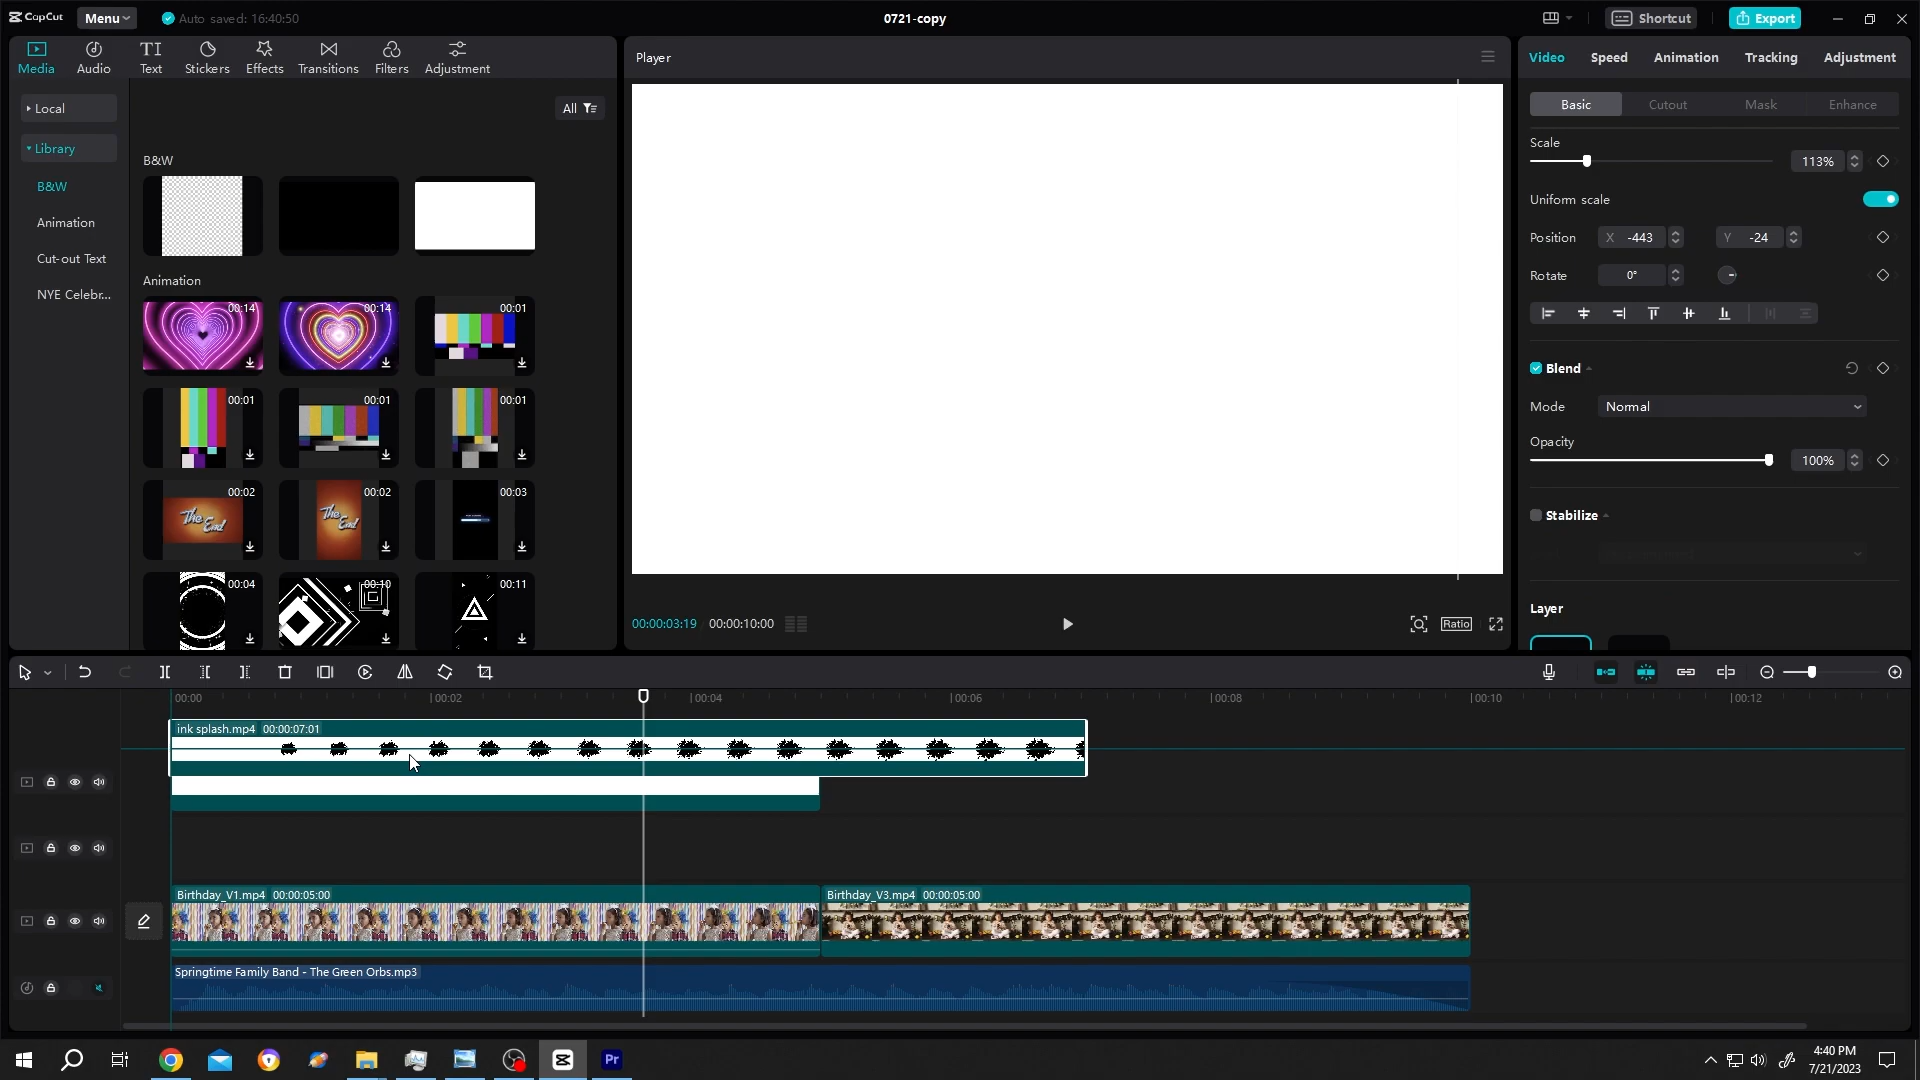 CapCut Menu Auto saved: 16:40:50 0721-copy Shortcut Export
Media Audio Text Stickers Effects Transitions Filters Adjustment
Player
Video Speed Animation Tracking Adjustment
Local
All
Library
B&W
Animation
Cut-out Text
NYE Celebr...
B&W
Animation
00:14 00:14 00:01
00:01 00:01 00:01
The End 00:02 The End 00:02 00:03
00:04 00:10 00:11
00:00:03:19 00:00:10:00 Ratio
Basic Cutout Mask Enhance
Scale
113%
Uniform scale
Position X -443 Y -24
Rotate 0°
Blend
Mode Normal
Opacity
100%
Stabilize
Layer
00:00 00:02 00:04 00:06 00:08 00:10 00:12
ink splash.mp4 00:00:07:01
Birthday_V1.mp4 00:00:05:00 Birthday_V3.mp4 00:00:05:00
Springtime Family Band - The Green Orbs.mp3
Pr
4:40 PM
7/21/2023